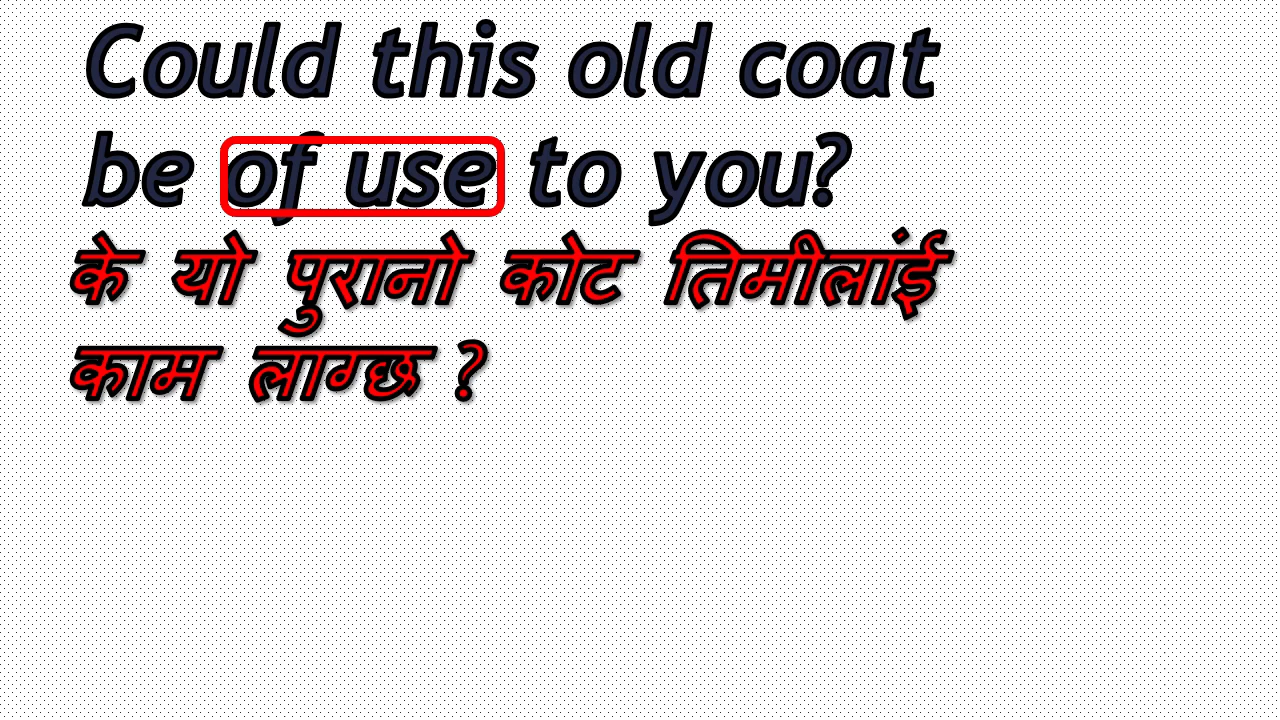 Could this old coat
be of use to you?
के यो पुरानो कोट तिमीलाई
काम लाग्छ ?